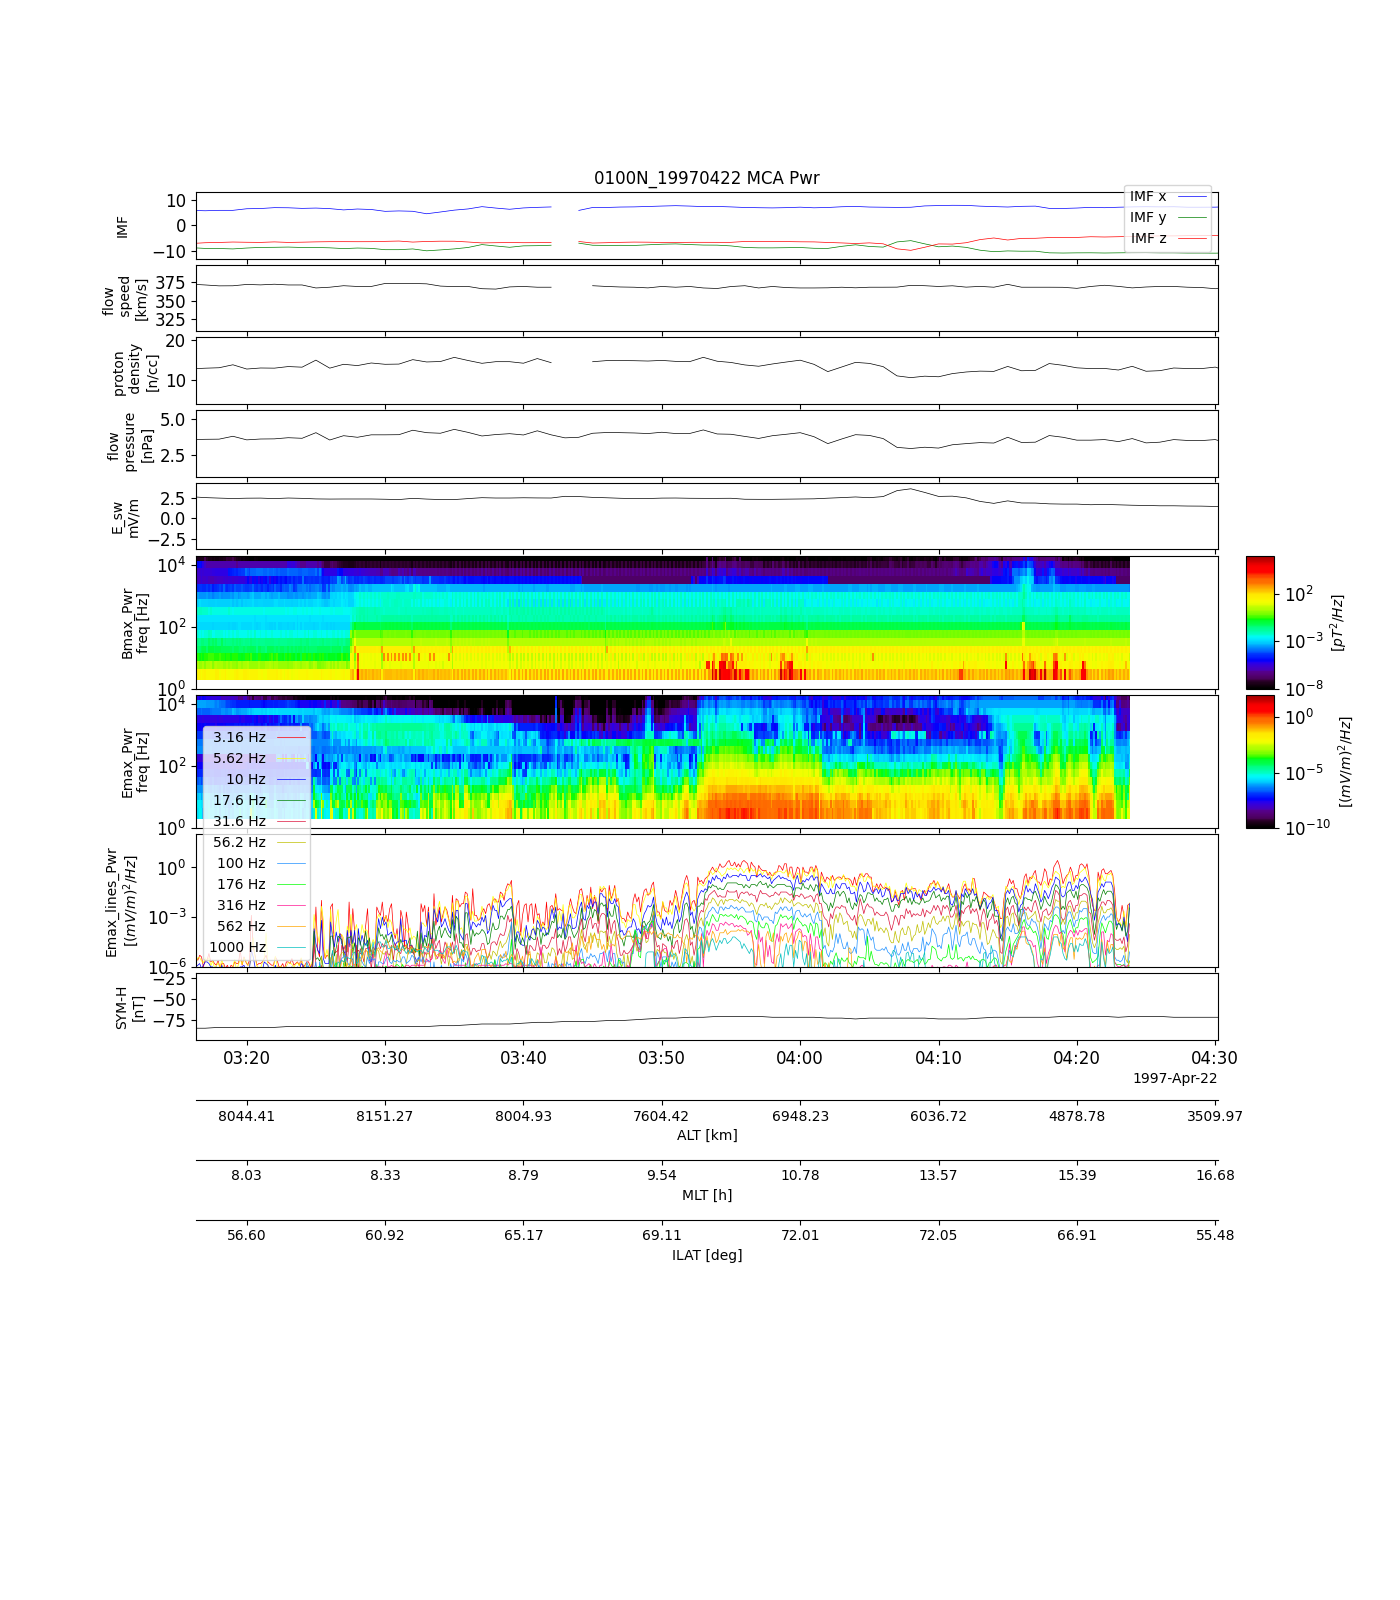 0100N_19970422 MCA Pwr
IMF
10
0
−10
IMF x
IMF y
IMF z
flow
speed
[km/s]
375
350
325
proton
density
[n/cc]
20
10
flow
pressure
[nPa]
5.0
2.5
E_sw
mV/m
2.5
0.0
−2.5
Bmax_Pwr
freq [Hz]
10^4
10^2
10^0
10^2
10^−3
10^−8
[pT^2/Hz]
Emax_Pwr
freq [Hz]
10^4
10^2
10^0
10^0
10^−5
10^−10
[(mV/m)^2/Hz]
3.16 Hz
5.62 Hz
10 Hz
17.6 Hz
31.6 Hz
56.2 Hz
100 Hz
176 Hz
316 Hz
562 Hz
1000 Hz
Emax_lines_Pwr
[(mV/m)^2/Hz]
10^0
10^−3
10^−6
SYM-H
[nT]
−25
−50
−75
03:20 03:30 03:40 03:50 04:00 04:10 04:20 04:30
1997-Apr-22
8044.41 8151.27 8004.93 7604.42 6948.23 6036.72 4878.78 3509.97
ALT [km]
8.03 8.33 8.79 9.54 10.78 13.57 15.39 16.68
MLT [h]
56.60 60.92 65.17 69.11 72.01 72.05 66.91 55.48
ILAT [deg]